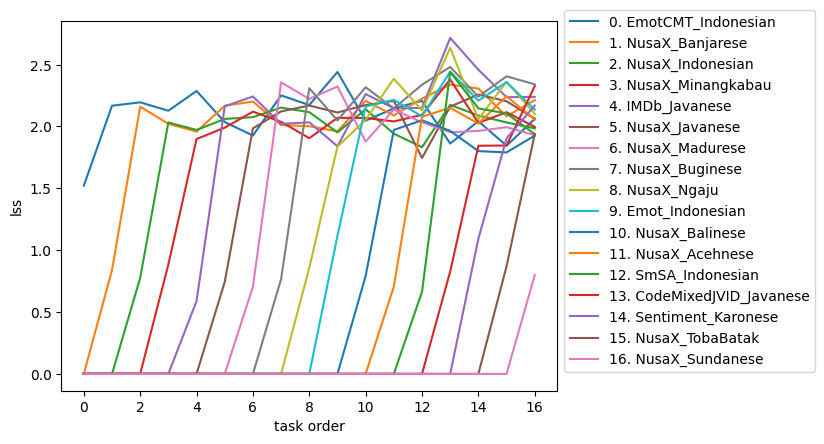 lss
2.5
2.0
1.5
1.0
0.5
0.0
0 2 4 6 8 10 12 14 16
task order
0. EmotCMT_Indonesian
1. NusaX_Banjarese
2. NusaX_Indonesian
3. NusaX_Minangkabau
4. IMDb_Javanese
5. NusaX_Javanese
6. NusaX_Madurese
7. NusaX_Buginese
8. NusaX_Ngaju
9. Emot_Indonesian
10. NusaX_Balinese
11. NusaX_Acehnese
12. SmSA_Indonesian
13. CodeMixedJVID_Javanese
14. Sentiment_Karonese
15. NusaX_TobaBatak
16. NusaX_Sundanese